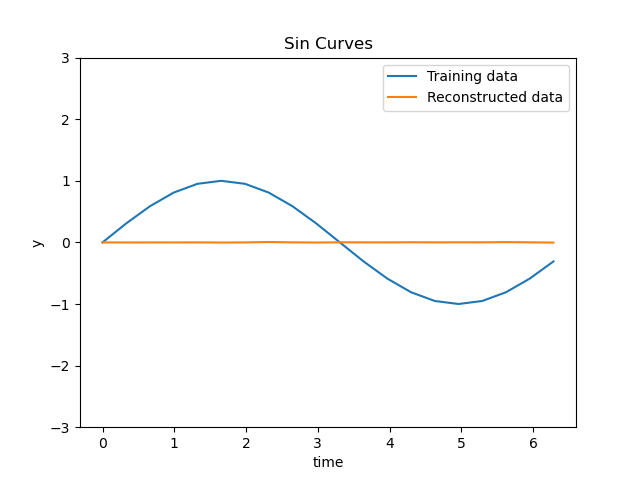 Sin Curves
Training data
Reconstructed data
3
2
1
0
−1
−2
−3
y
0 1 2 3 4 5 6
time